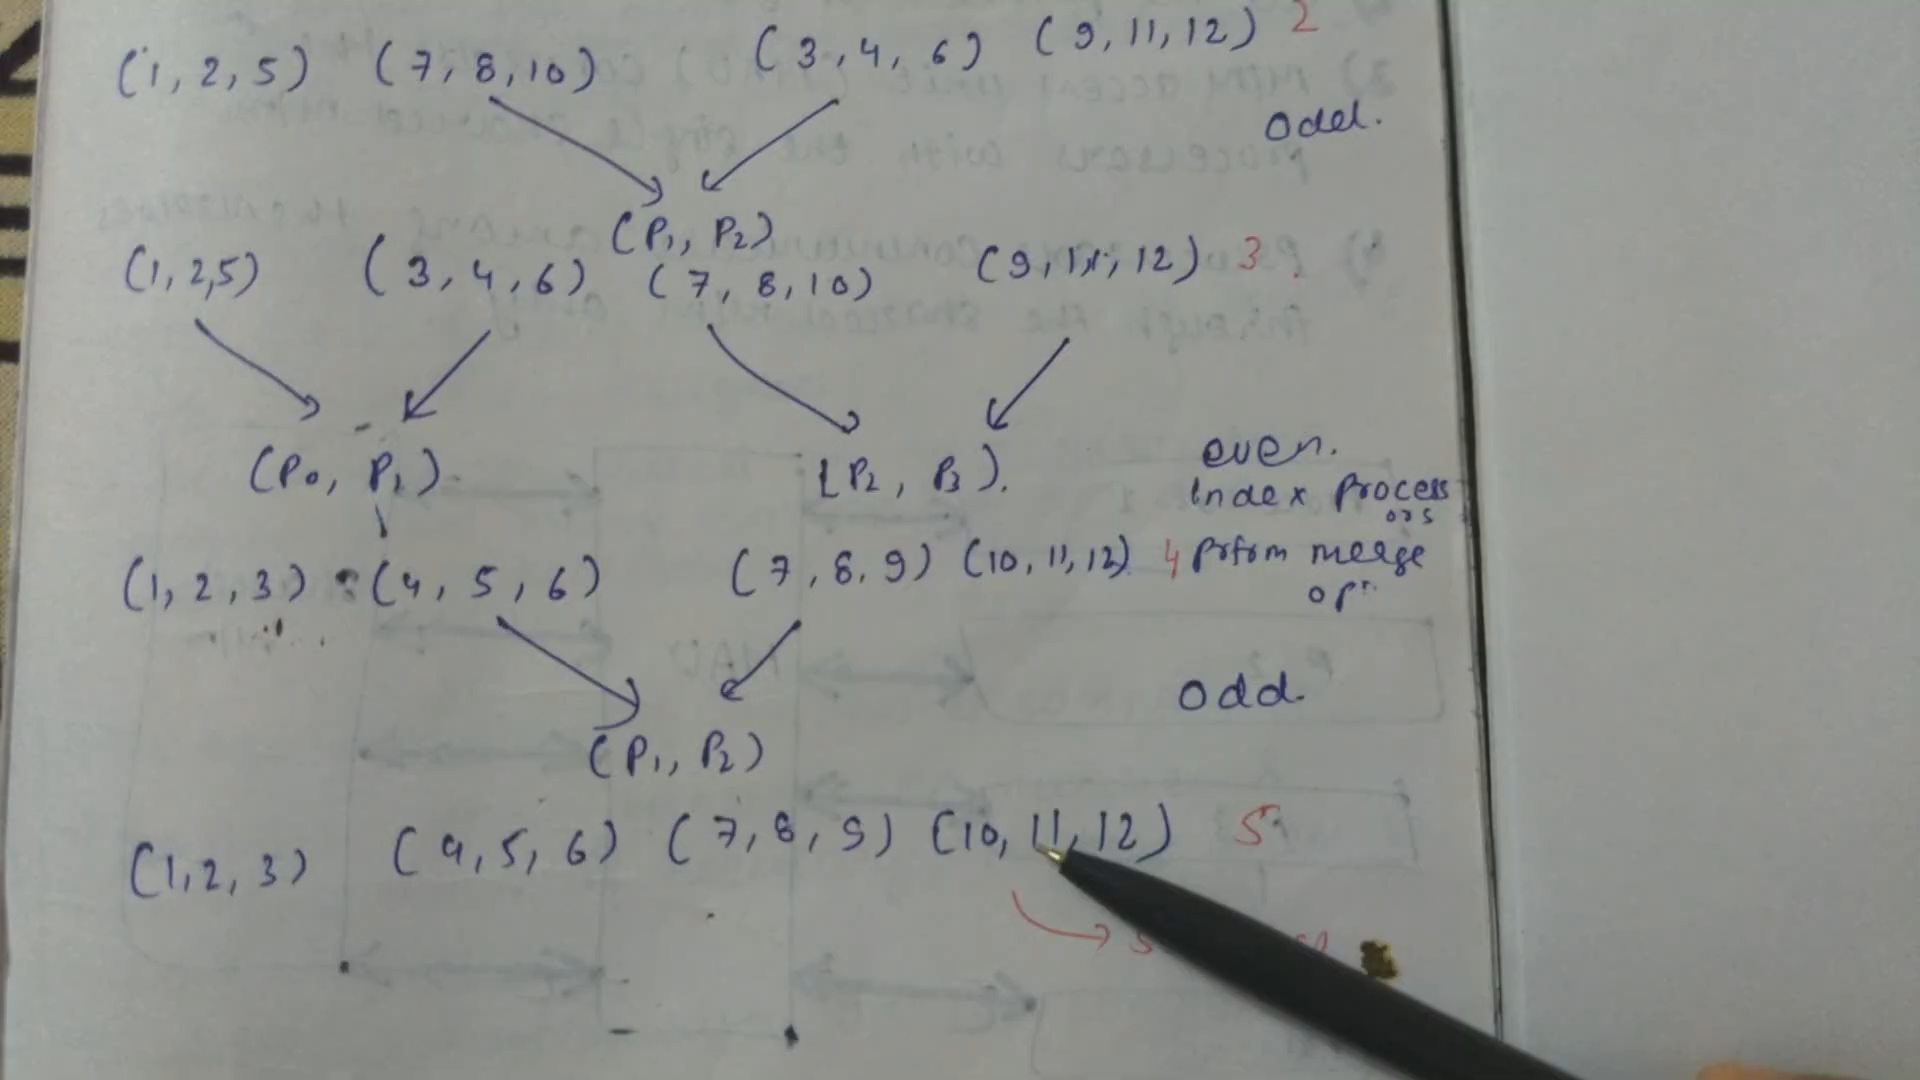 (1, 2, 5) (7, 8, 10) (3, 4, 6) (9, 11, 12) 2
Odd.
(P1, P2)
(1, 2, 5) (3, 4, 6) (7, 8, 10) (9, 11, 12) 3.
(P0, P1). (P2, P3).
even.
Index Process
ors
(1, 2, 3) (4, 5, 6) (7, 8, 9) (10, 11, 12) 4 Prfom merge
opn.
Odd.
(P1, P2)
(1, 2, 3) (4, 5, 6) (7, 8, 9) (10, 11, 12) 5